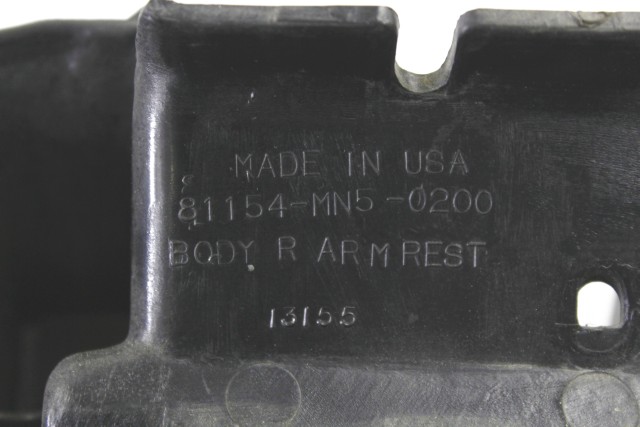 MADE IN USA
81154-MN5-0200
BODY R ARM REST
13155